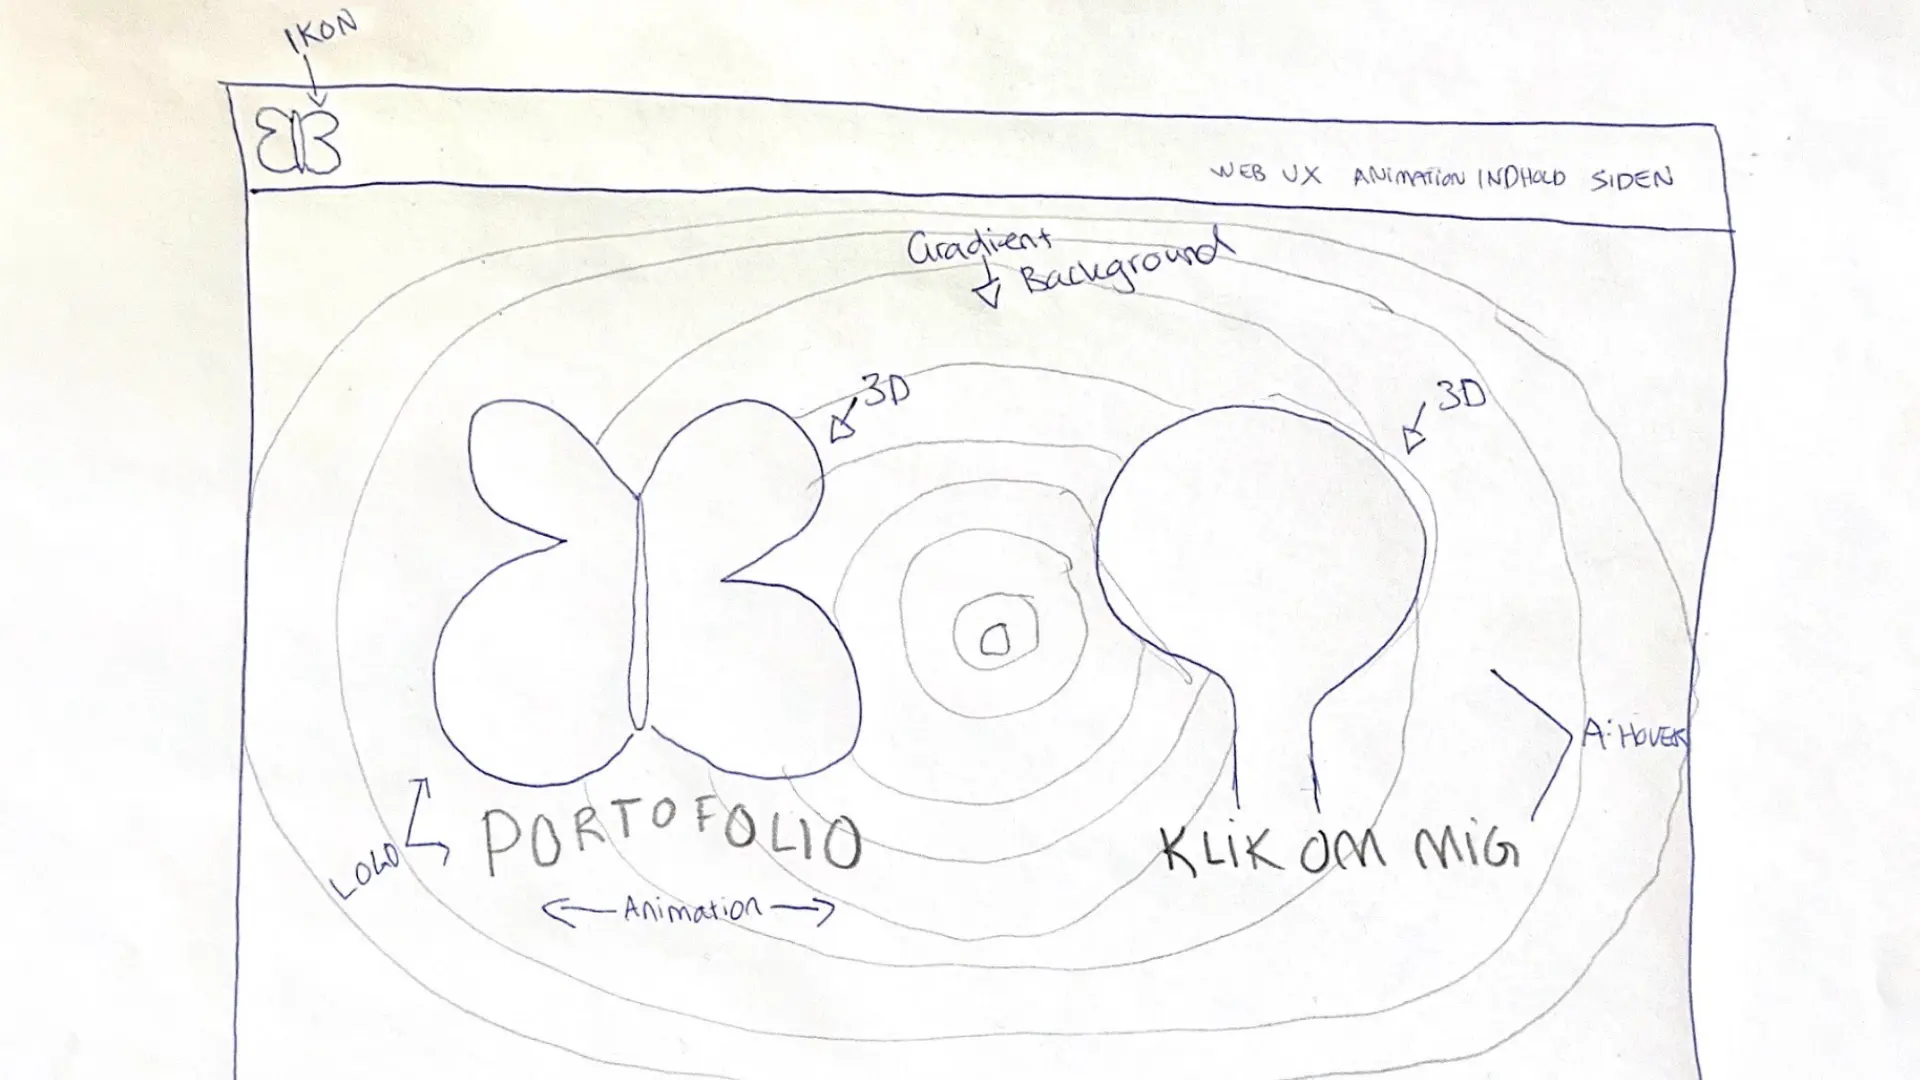 IKON
WEB UX ANIMATION INDHOLD SIDEN
Gradient
Background
3D
3D
A:HOVER
LOGO
PORTOFOLIO
KLIK OM MIG
Animation